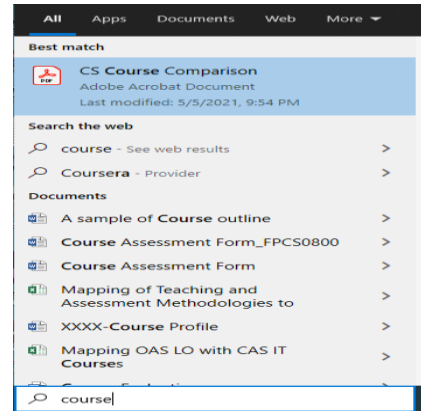 All Apps Documents Web More
Best match
CS Course Comparison
Adobe Acrobat Document
Last modified: 5/5/2021, 9:54 PM
Search the web
course - See web results
Coursera - Provider
Documents
A sample of Course outline
Course Assessment Form_FPCS0800
Course Assessment Form
Mapping of Teaching and
Assessment Methodologies to
XXXX-Course Profile
Mapping OAS LO with CAS IT
Courses
course